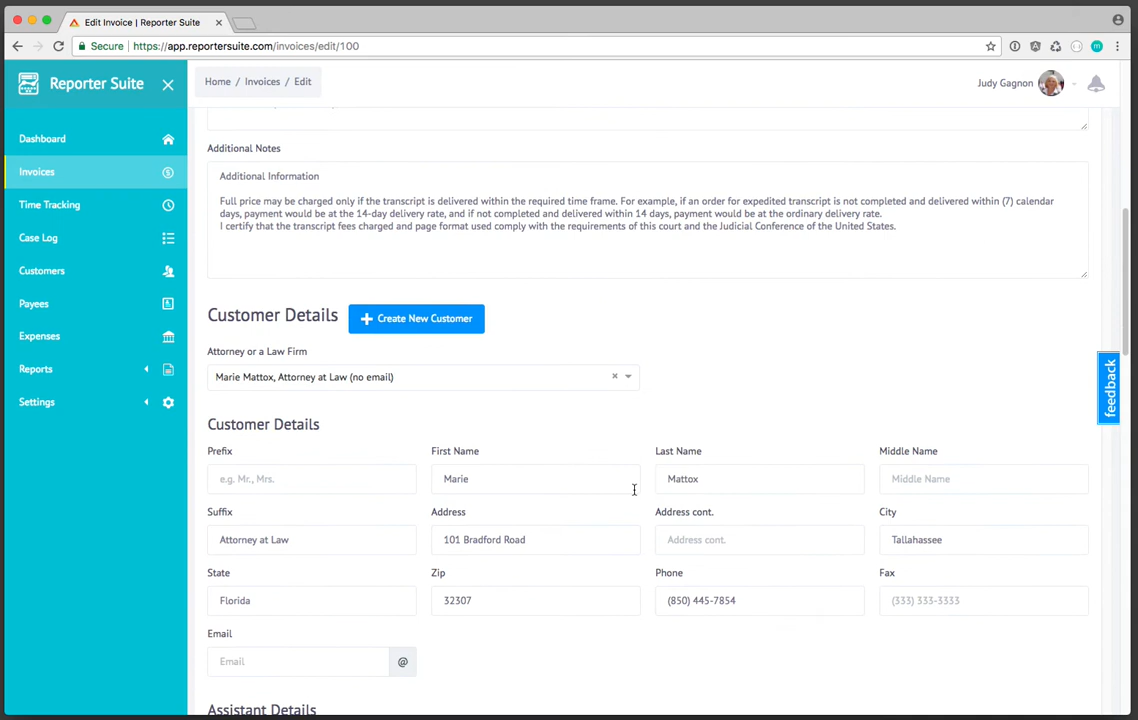 Edit Invoice | Reporter Suite
Secure
https://app.reportersuite.com/invoices/edit/100
Reporter Suite
Home / Invoices / Edit
Judy Gagnon
Dashboard
Invoices
Time Tracking
Case Log
Customers
Payees
Expenses
Reports
Settings
Additional Notes
Additional Information
Full price may be charged only if the transcript is delivered within the required time frame. For example, if an order for expedited transcript is not completed and delivered within (7) calendar
days, payment would be at the 14-day delivery rate, and if not completed and delivered within 14 days, payment would be at the ordinary delivery rate.
I certify that the transcript fees charged and page format used comply with the requirements of this court and the Judicial Conference of the United States.
Customer Details
Create New Customer
Attorney or a Law Firm
Marie Mattox, Attorney at Law (no email)
Customer Details
Prefix First Name Last Name Middle Name
e.g. Mr., Mrs. Marie Mattox Middle Name
Suffix Address Address cont. City
Attorney at Law 101 Bradford Road Address cont. Tallahassee
State Zip Phone Fax
Florida 32307 (850) 445-7854 (333) 333-3333
Email
Email @
Assistant Details
feedback